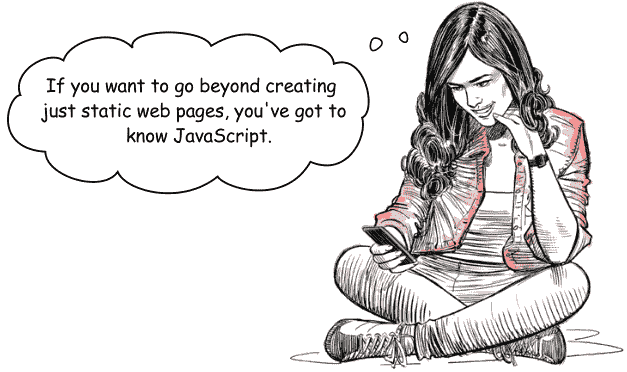 If you want to go beyond creating
just static web pages, you've got to
know JavaScript.